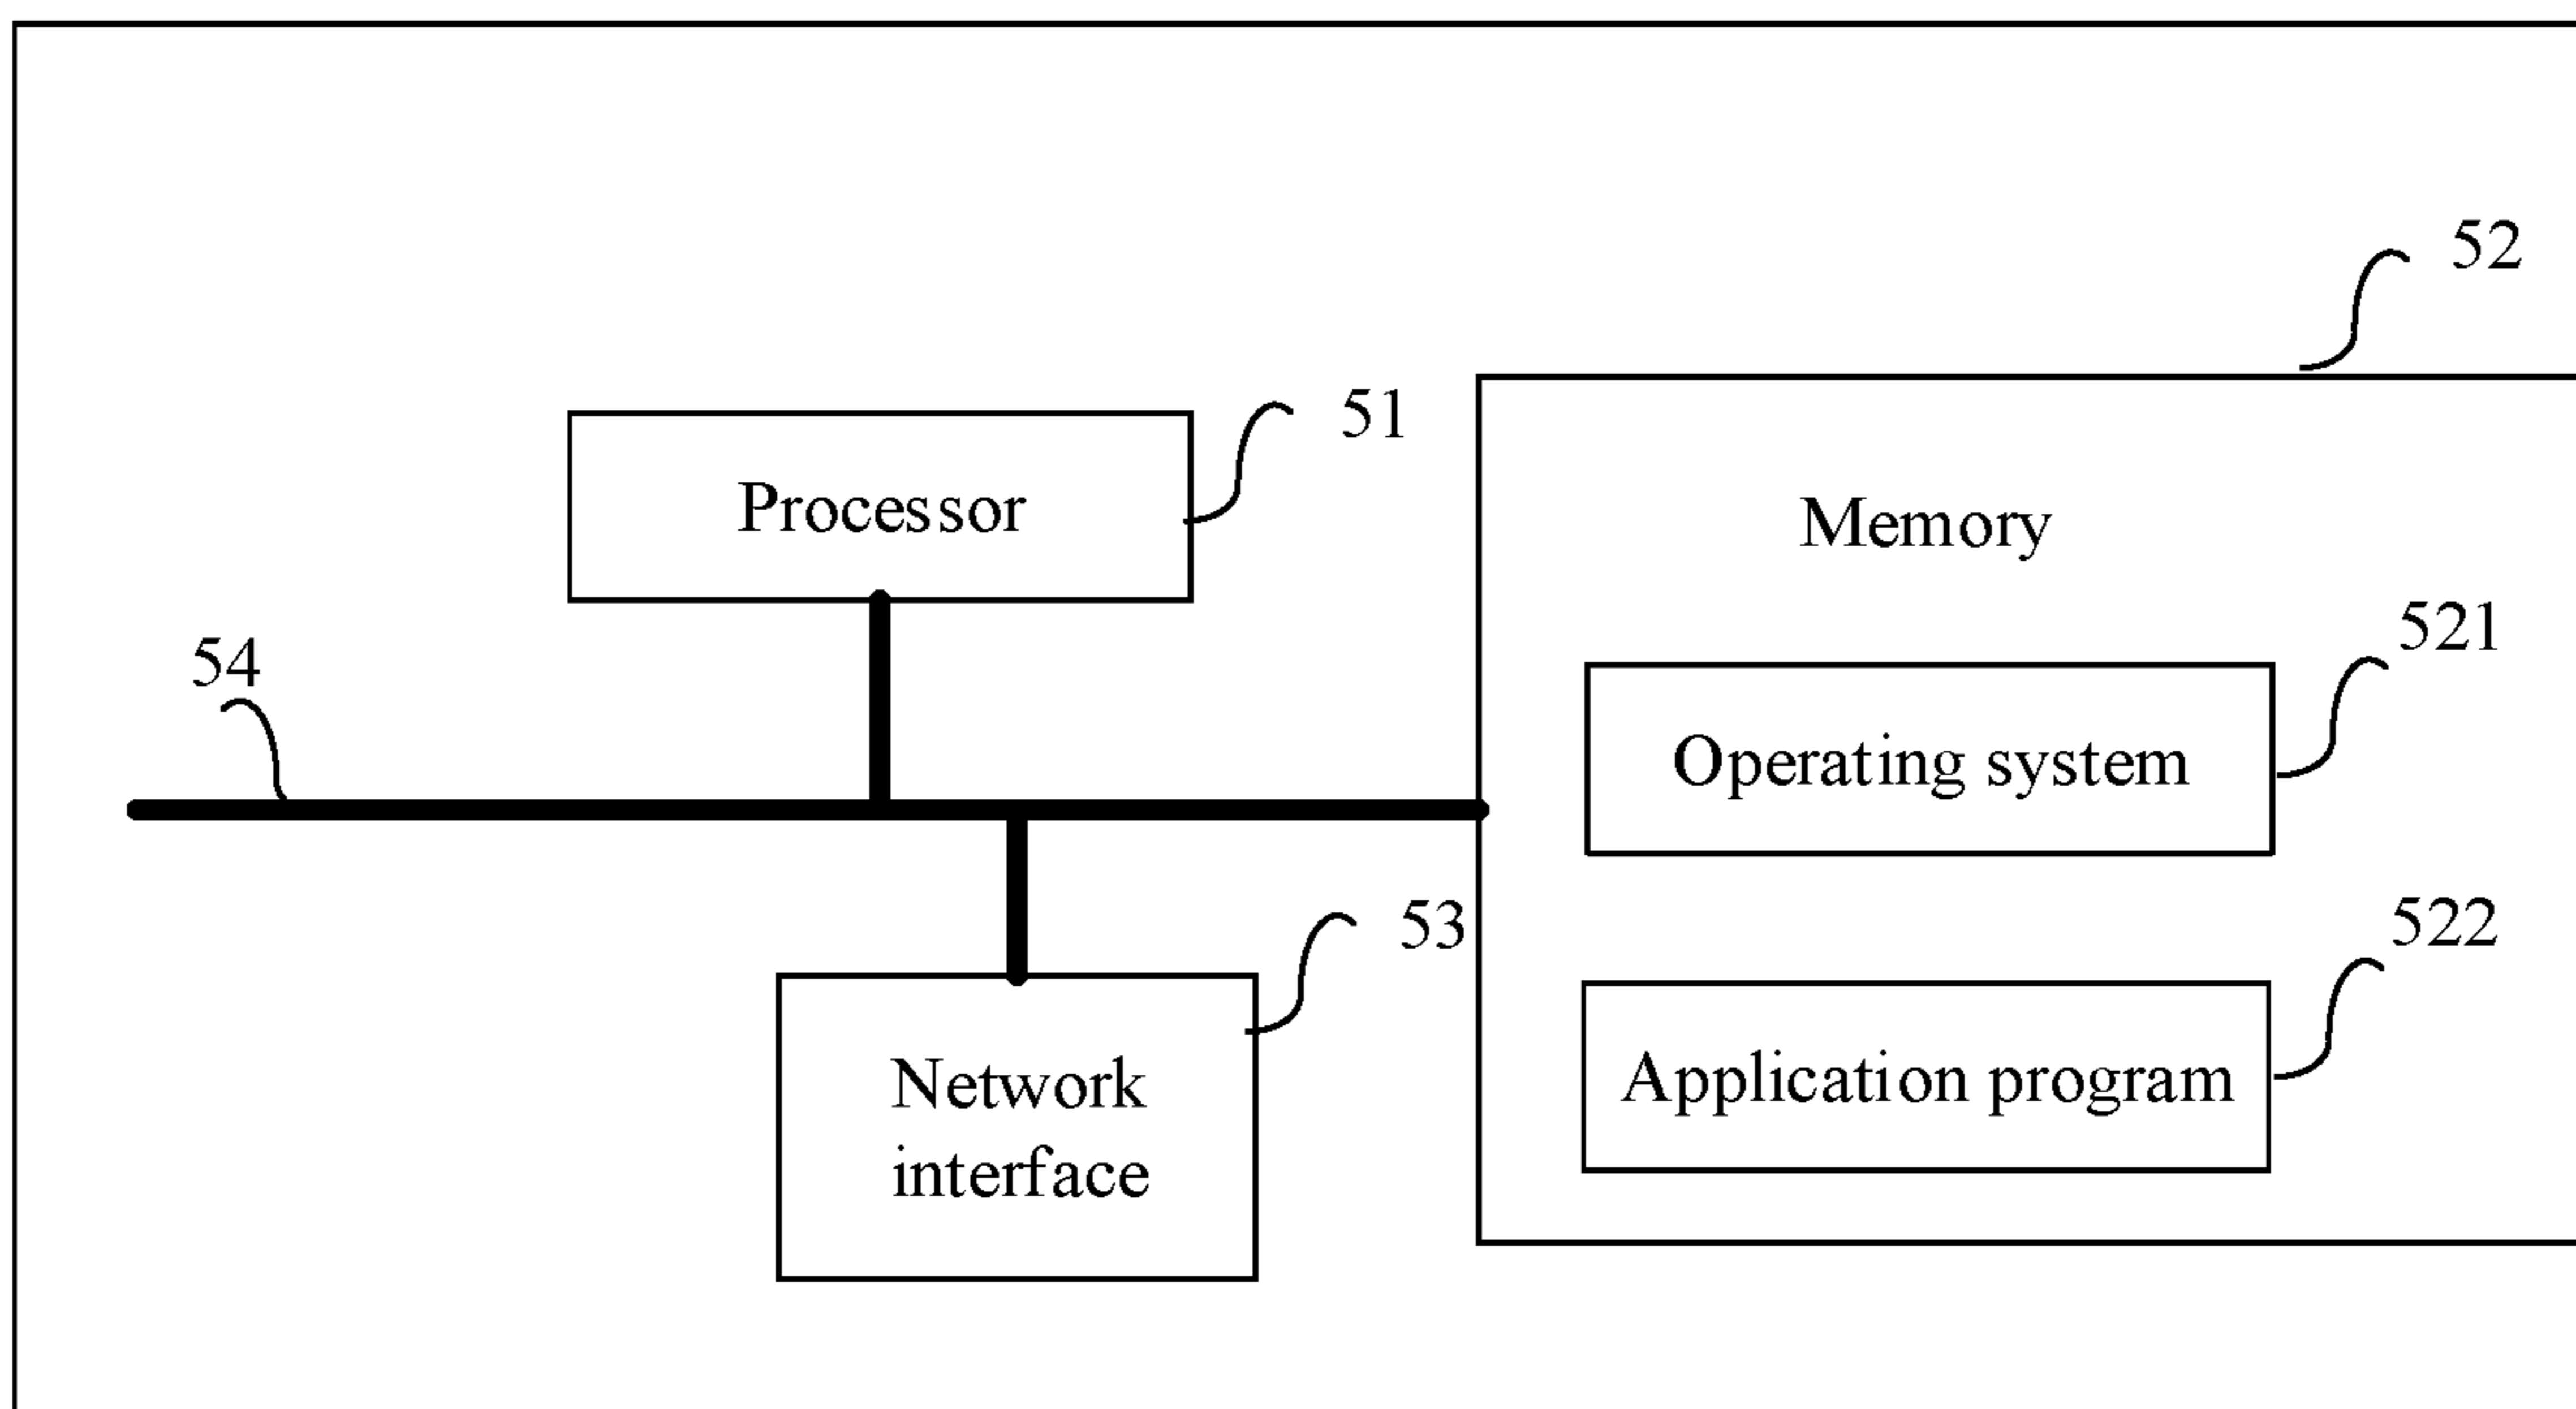 52
51
Processor
Memory
521
54
Operating system
522
53
Network
interface
Application program